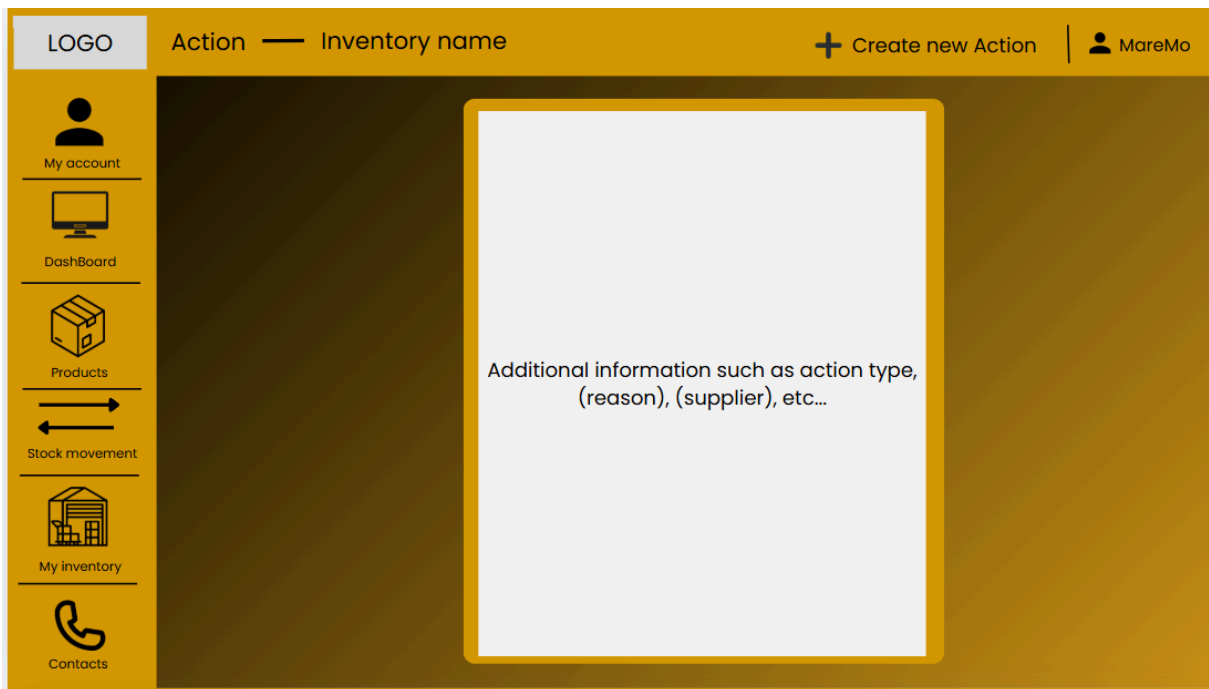 LOGO
Action — Inventory name
Create new Action
MareMo
My account
DashBoard
Products
Stock movement
My inventory
Contacts
Additional information such as action type,
(reason), (supplier), etc...